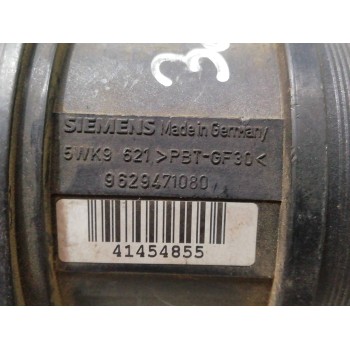 SIEMENS Made in Germany
5WK9 621 >PBT-GF30<
9629471080
41454855